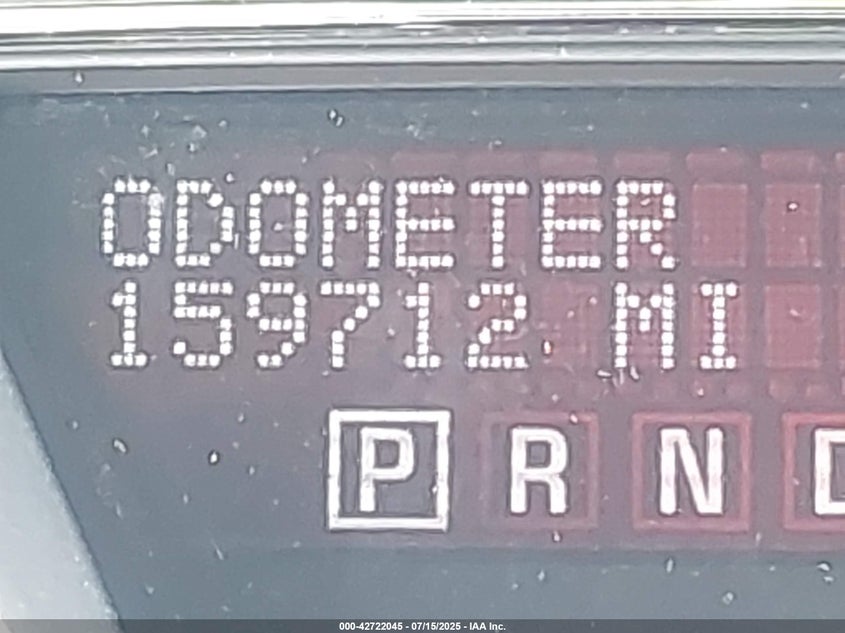 ODOMETER
159712 MI
P R N D
000-42722045 - 07/15/2025 - IAA Inc.